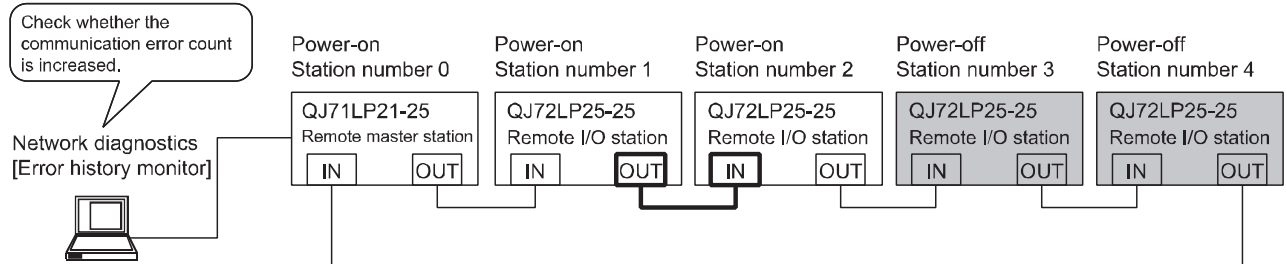 Check whether the
communication error count
is increased.
Network diagnostics
[Error history monitor]
Power-on
Station number 0
QJ71LP21-25
Remote master station
IN
OUT
Power-on
Station number 1
QJ72LP25-25
Remote I/O station
IN
OUT
Power-on
Station number 2
QJ72LP25-25
Remote I/O station
IN
OUT
Power-off
Station number 3
QJ72LP25-25
Remote I/O station
IN
OUT
Power-off
Station number 4
QJ72LP25-25
Remote I/O station
IN
OUT